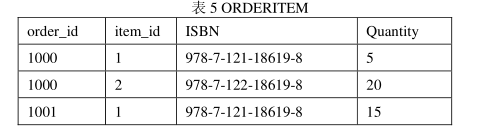 表 5 ORDERITEM
order_id item_id ISBN Quantity
1000 1 978-7-121-18619-8 5
1000 2 978-7-122-18619-8 20
1001 1 978-7-121-18619-8 15